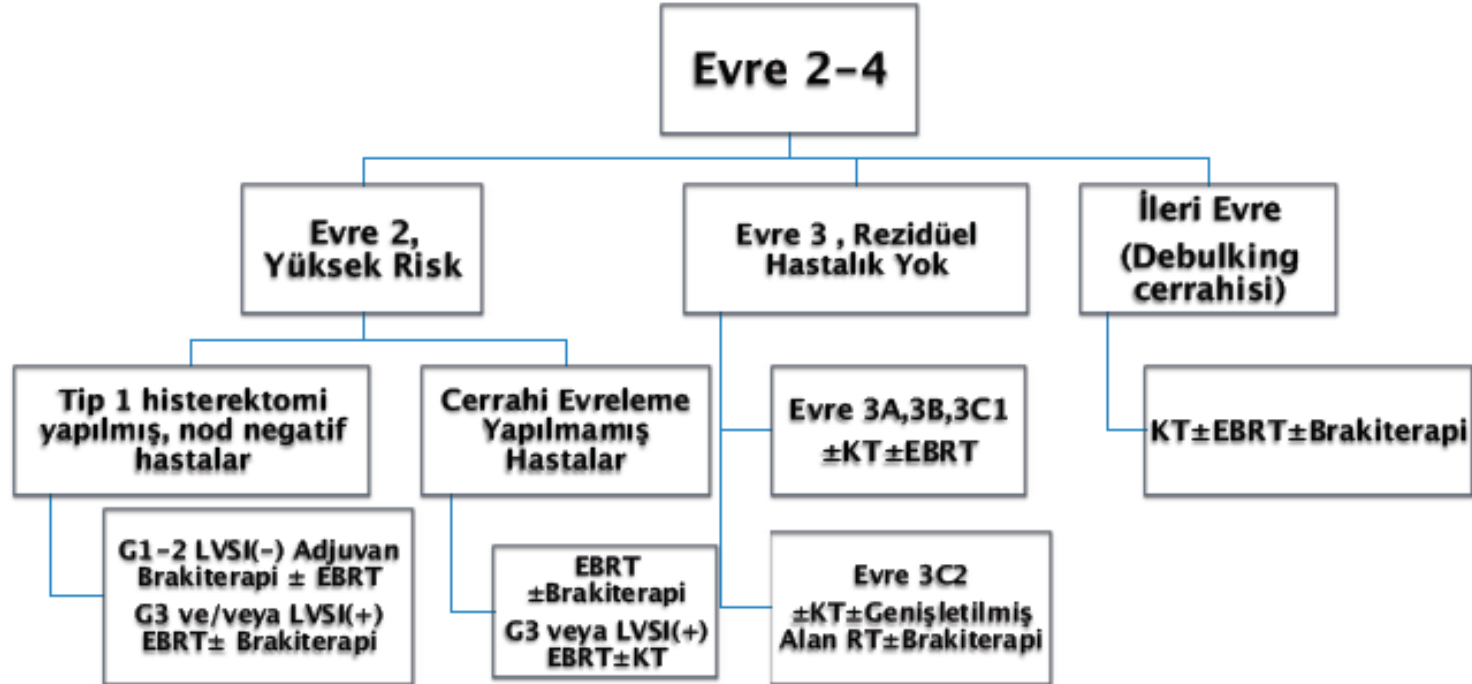 Evre 2-4
Evre 2,
Yüksek Risk
Evre 3 , Rezidüel
Hastalık Yok
İleri Evre
(Debulking
cerrahisi)
Tip 1 histerektomi
yapılmış, nod negatif
hastalar
Cerrahi Evreleme
Yapılmamış
Hastalar
Evre 3A,3B,3C1
±KT±EBRT
KT±EBRT±Brakiterapi
G1-2 LVSI(-) Adjuvan
Brakiterapi ± EBRT
G3 ve/veya LVSI(+)
EBRT± Brakiterapi
EBRT
±Brakiterapi
G3 veya LVSI(+)
EBRT±KT
Evre 3C2
±KT±Genişletilmiş
Alan RT±Brakiterapi